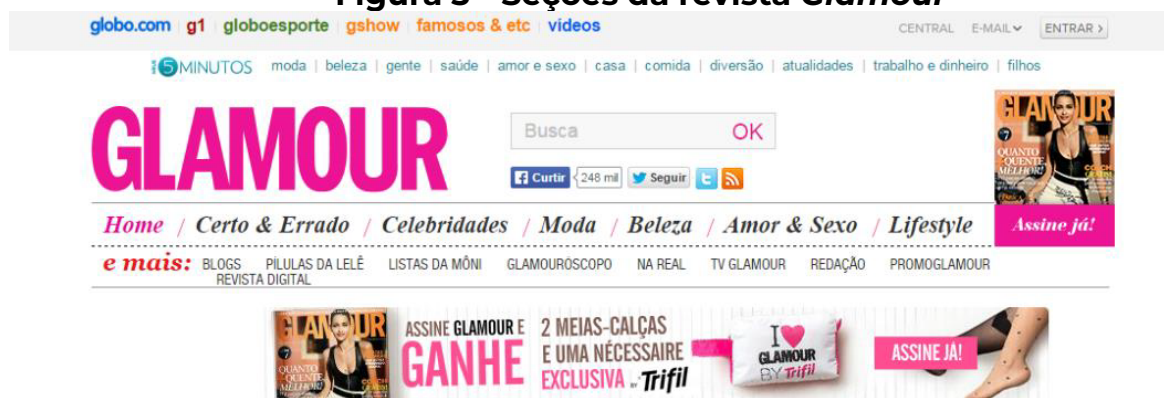 Figura 5 - Seções da revista Glamour
globo.com g1 globoesporte gshow famosos & etc vídeos
CENTRAL E-MAIL ENTRAR >
5 MINUTOS moda | beleza | gente | saúde | amor e sexo | casa | comida | diversão | atualidades | trabalho e dinheiro | filhos
GLAMOUR
Busca OK
Curtir 248 mil Seguir
GLAMOUR
QUANTO
+QUENTE
MELHOR!
Home / Certo & Errado / Celebridades / Moda / Beleza / Amor & Sexo / Lifestyle
Assine já!
e mais: BLOGS PÍLULAS DA LELÊ LISTAS DA MÔNI GLAMOURÓSCOPO NA REAL TV GLAMOUR REDAÇÃO PROMOGLAMOUR
REVISTA DIGITAL
GLAMOUR
QUANTO
+QUENTE
MELHOR!
ASSINE GLAMOUR E
GANHE
2 MEIAS-CALÇAS
E UMA NÉCESSAIRE
EXCLUSIVA BY Trifil
I
GLAMOUR
BY Trifil
ASSINE JÁ!